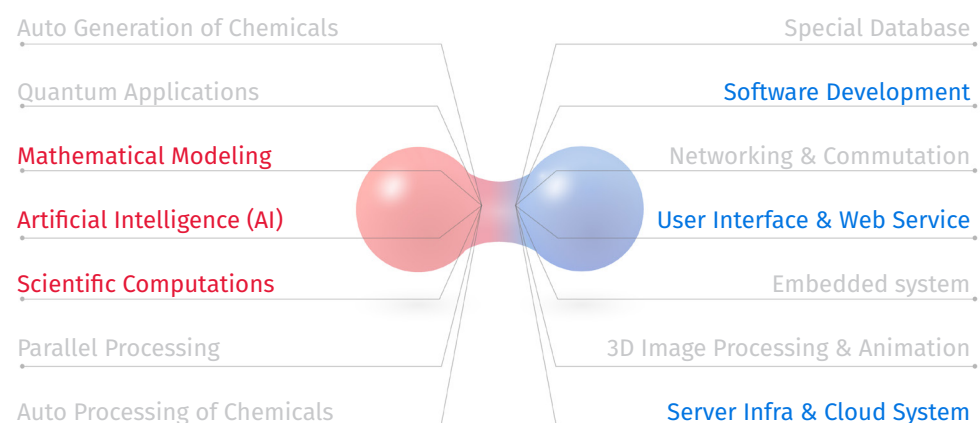 Auto Generation of Chemicals
Special Database
Quantum Applications
Software Development
Mathematical Modeling
Networking & Commutation
Artificial Intelligence (AI)
User Interface & Web Service
Scientific Computations
Embedded system
Parallel Processing
3D Image Processing & Animation
Auto Processing of Chemicals
Server Infra & Cloud System